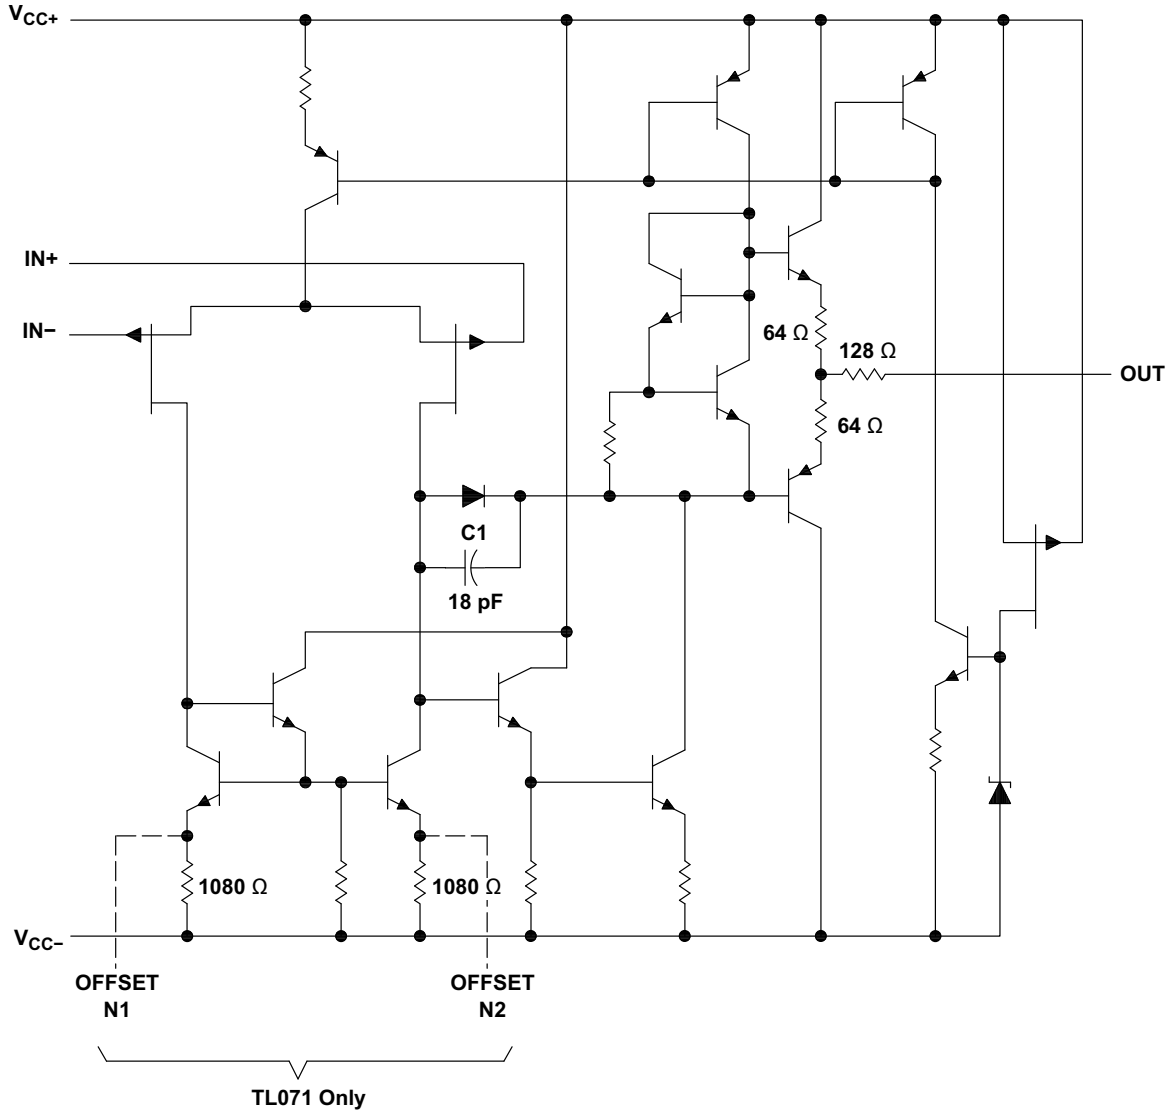 VCC+
IN+
IN−
64 Ω
128 Ω
OUT
64 Ω
C1
18 pF
1080 Ω
1080 Ω
VCC−
OFFSET
N1
OFFSET
N2
TL071 Only